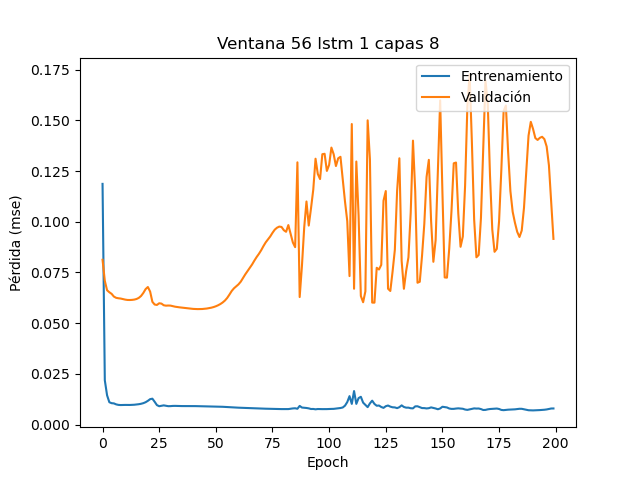 Ventana 56 lstm 1 capas 8
Entrenamiento
Validación
Pérdida (mse)
0.175
0.150
0.125
0.100
0.075
0.050
0.025
0.000
0 25 50 75 100 125 150 175 200
Epoch